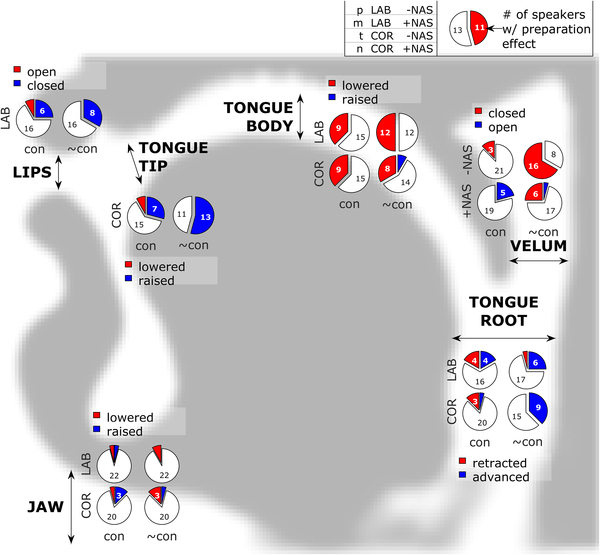 p LAB -NAS
m LAB +NAS
t COR -NAS
n COR +NAS
13 11
# of speakers
w/ preparation
effect
open
closed
LAB
6
16
8
16
con ~con
LIPS
TONGUE
TIP
COR
7
15
11 13
con ~con
lowered
raised
TONGUE
BODY
lowered
raised
LAB
9 15
12 12
COR
9 15
8 14
con ~con
closed
open
-NAS
3
21
8
16
+NAS
5
19
6
17
con ~con
VELUM
TONGUE
ROOT
LAB
4 4
16
6
17
COR
3
20
9
15
con ~con
retracted
advanced
lowered
raised
LAB
22
22
COR
3
20
3
20
con ~con
JAW